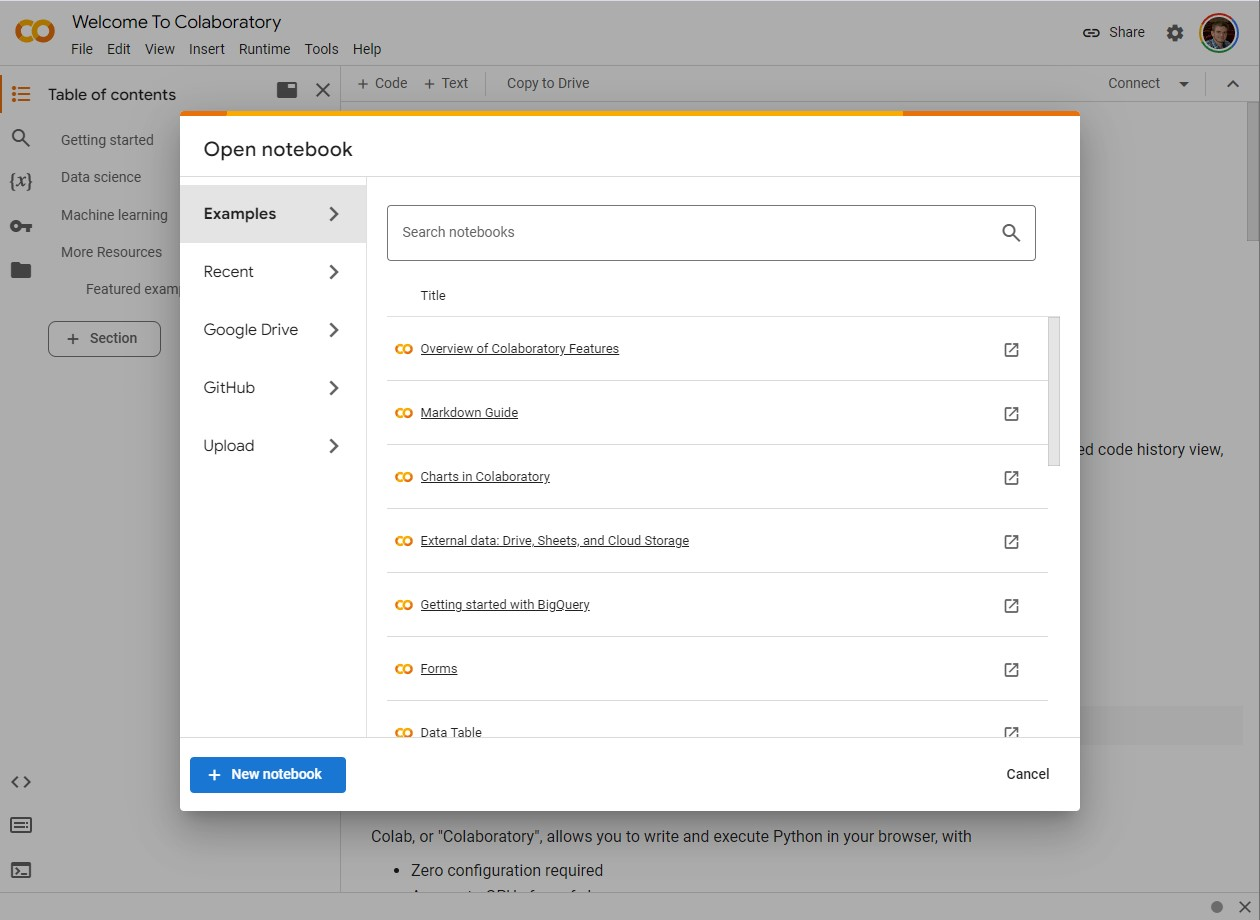 Welcome To Colaboratory
File Edit View Insert Runtime Tools Help
Share
Table of contents
+ Code + Text Copy to Drive
Connect
Getting started
Data science
{x}
Machine learning
More Resources
Featured
+ Section
Open notebook
Examples
Recent
Google Drive
GitHub
Upload
Search notebooks
Title
Overview of Colaboratory Features
Markdown Guide
Charts in Colaboratory
External data: Drive, Sheets, and Cloud Storage
Getting started with BigQuery
Forms
Data Table
code history view,
+ New notebook
Cancel
Colab, or "Colaboratory", allows you to write and execute Python in your browser, with
• Zero configuration required